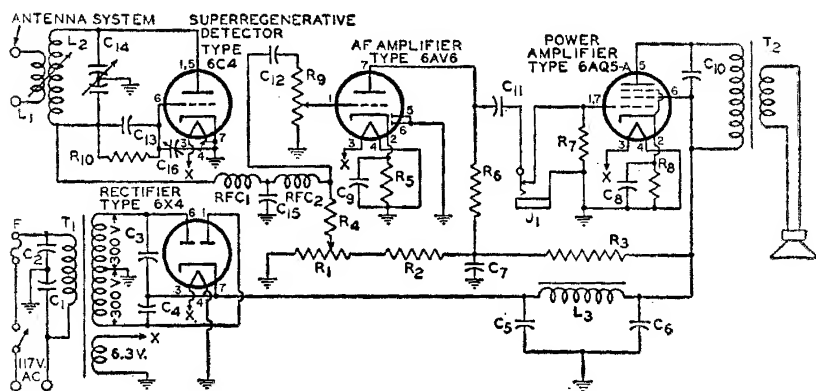 ANTENNA SYSTEM
SUPERREGENERATIVE
DETECTOR
TYPE
6C4
AF AMPLIFIER
TYPE 6AV6
POWER
AMPLIFIER
TYPE 6AQ5-A
L2
C14
L1
C13
R10
C16
1,5
6
3
4
7
X
C12
R9
7
1
5
6
3
4
2
X
C9
R5
C11
R6
J1
1,7
R7
5
6
3
4
2
X
C8
R8
C10
T2
RFC1
RFC2
C15
R4
R1
R2
C7
R3
L3
C5
C6
RECTIFIER
TYPE 6X4
F
T1
C2
C1
300 V
300 V
C3
C4
6
1
3
4
7
X
X
6.3 V.
117 V.
AC